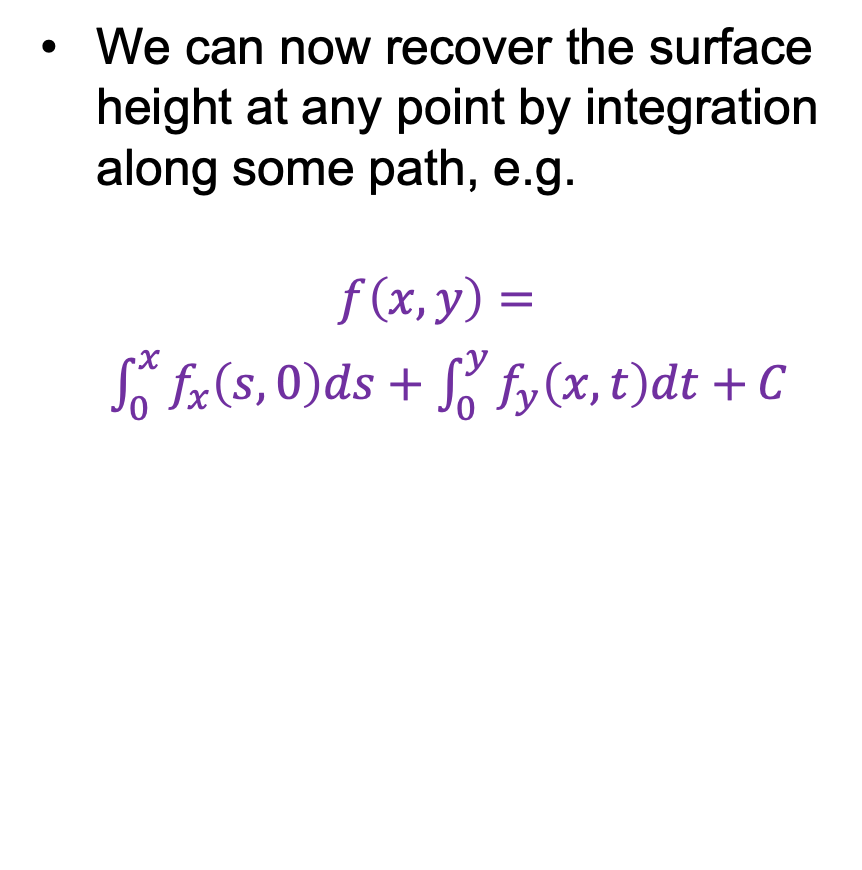 • We can now recover the surface
height at any point by integration
along some path, e.g.
f(x, y) =
∫₀ˣ fₓ(s, 0)ds + ∫₀ʸ f_y(x, t)dt + C